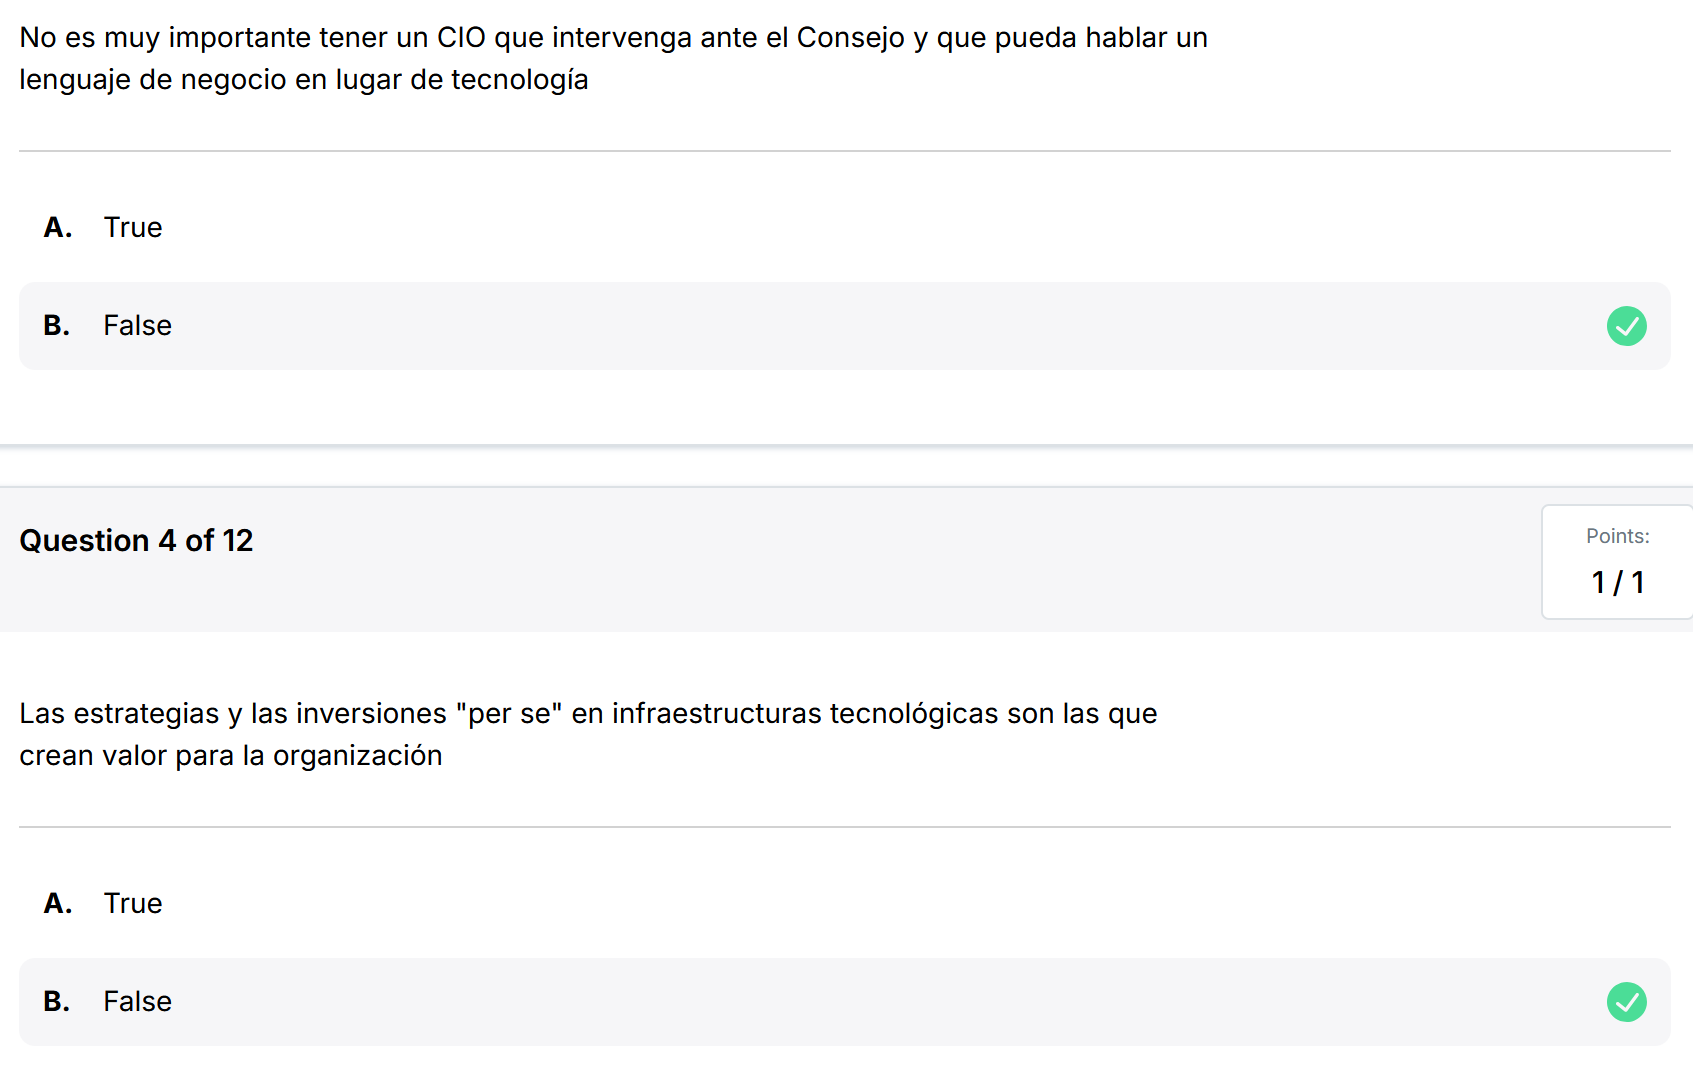 No es muy importante tener un CIO que intervenga ante el Consejo y que pueda hablar un
lenguaje de negocio en lugar de tecnología
A. True
B. False
Question 4 of 12
Points:
1 / 1
Las estrategias y las inversiones "per se" en infraestructuras tecnológicas son las que
crean valor para la organización
A. True
B. False